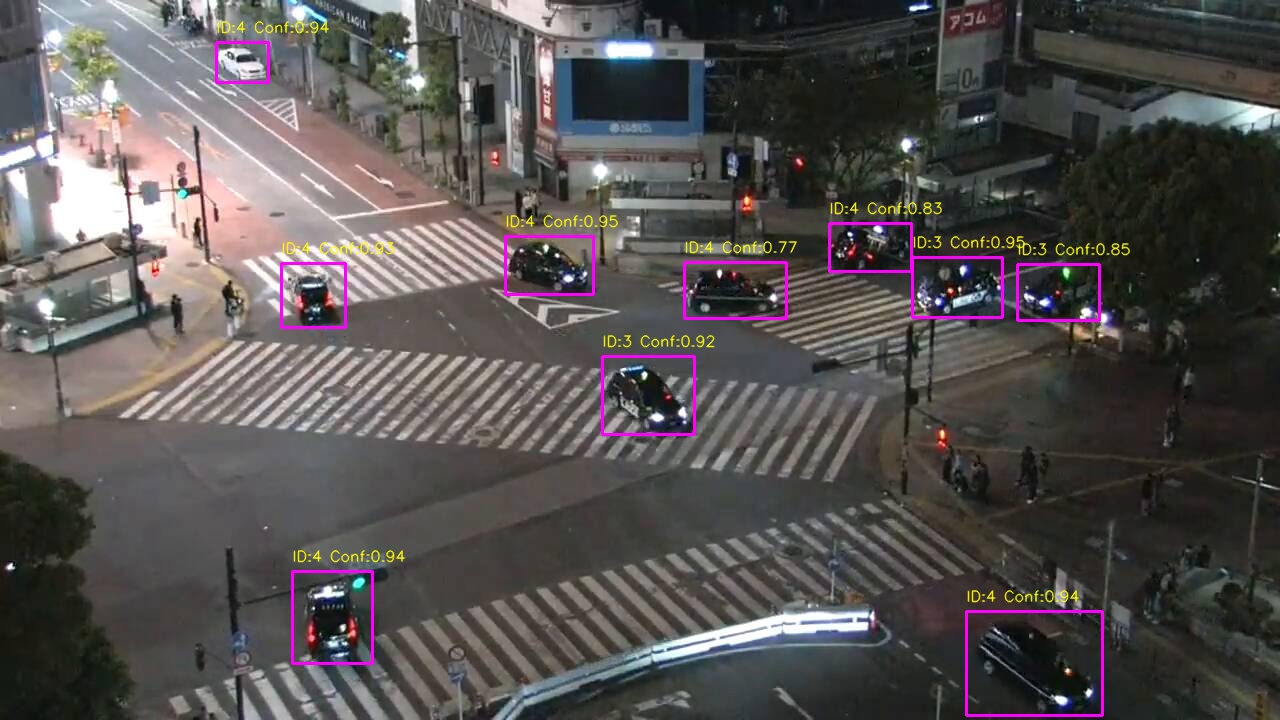 ID:4 Conf:0.94
AMERICAN EAGLE
アコム
ID:4 Conf:0.95
ID:4 Conf:0.83
ID:4 Conf:0.93
ID:4 Conf:0.77
ID:3 Conf:0.95
ID:3 Conf:0.85
ID:3 Conf:0.92
ID:4 Conf:0.94
ID:4 Conf:0.94